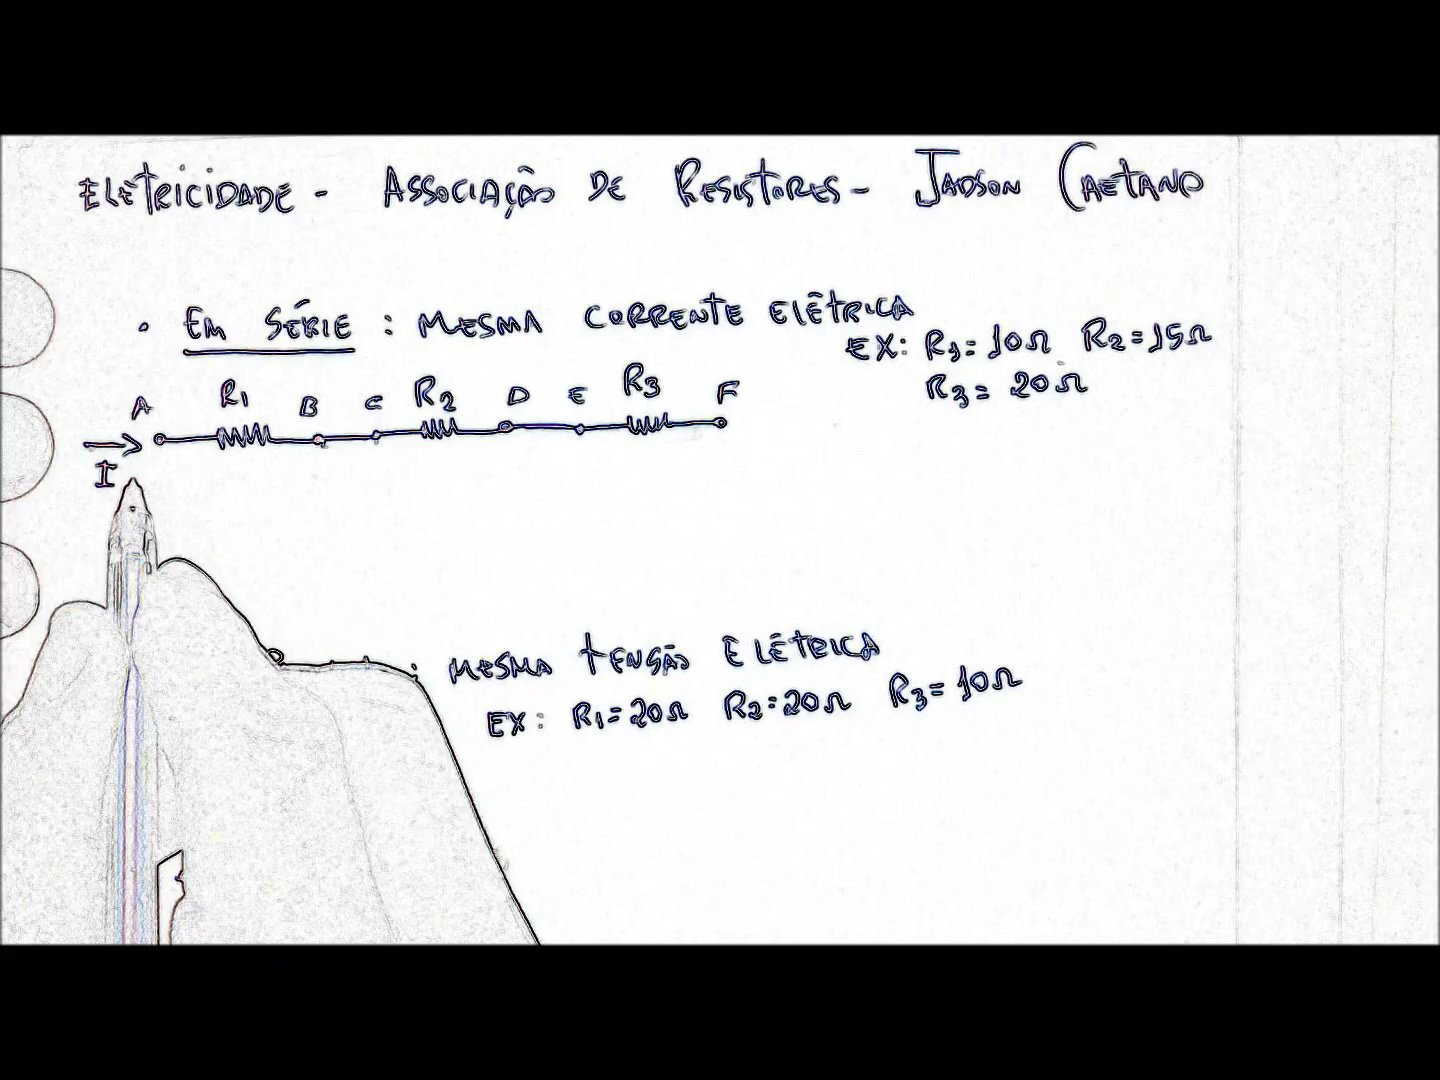 ELETRICIDADE - ASSOCIAÇÃO DE RESISTORES - JADSON CAETANO
• EM SÉRIE : MESMA CORRENTE ELÉTRICA
EX: R1= 10Ω R2=15Ω
R3= 20Ω
A R1 B C R2 D E R3 F
I
: MESMA TENSÃO ELÉTRICA
EX: R1=20Ω R2=20Ω R3=10Ω